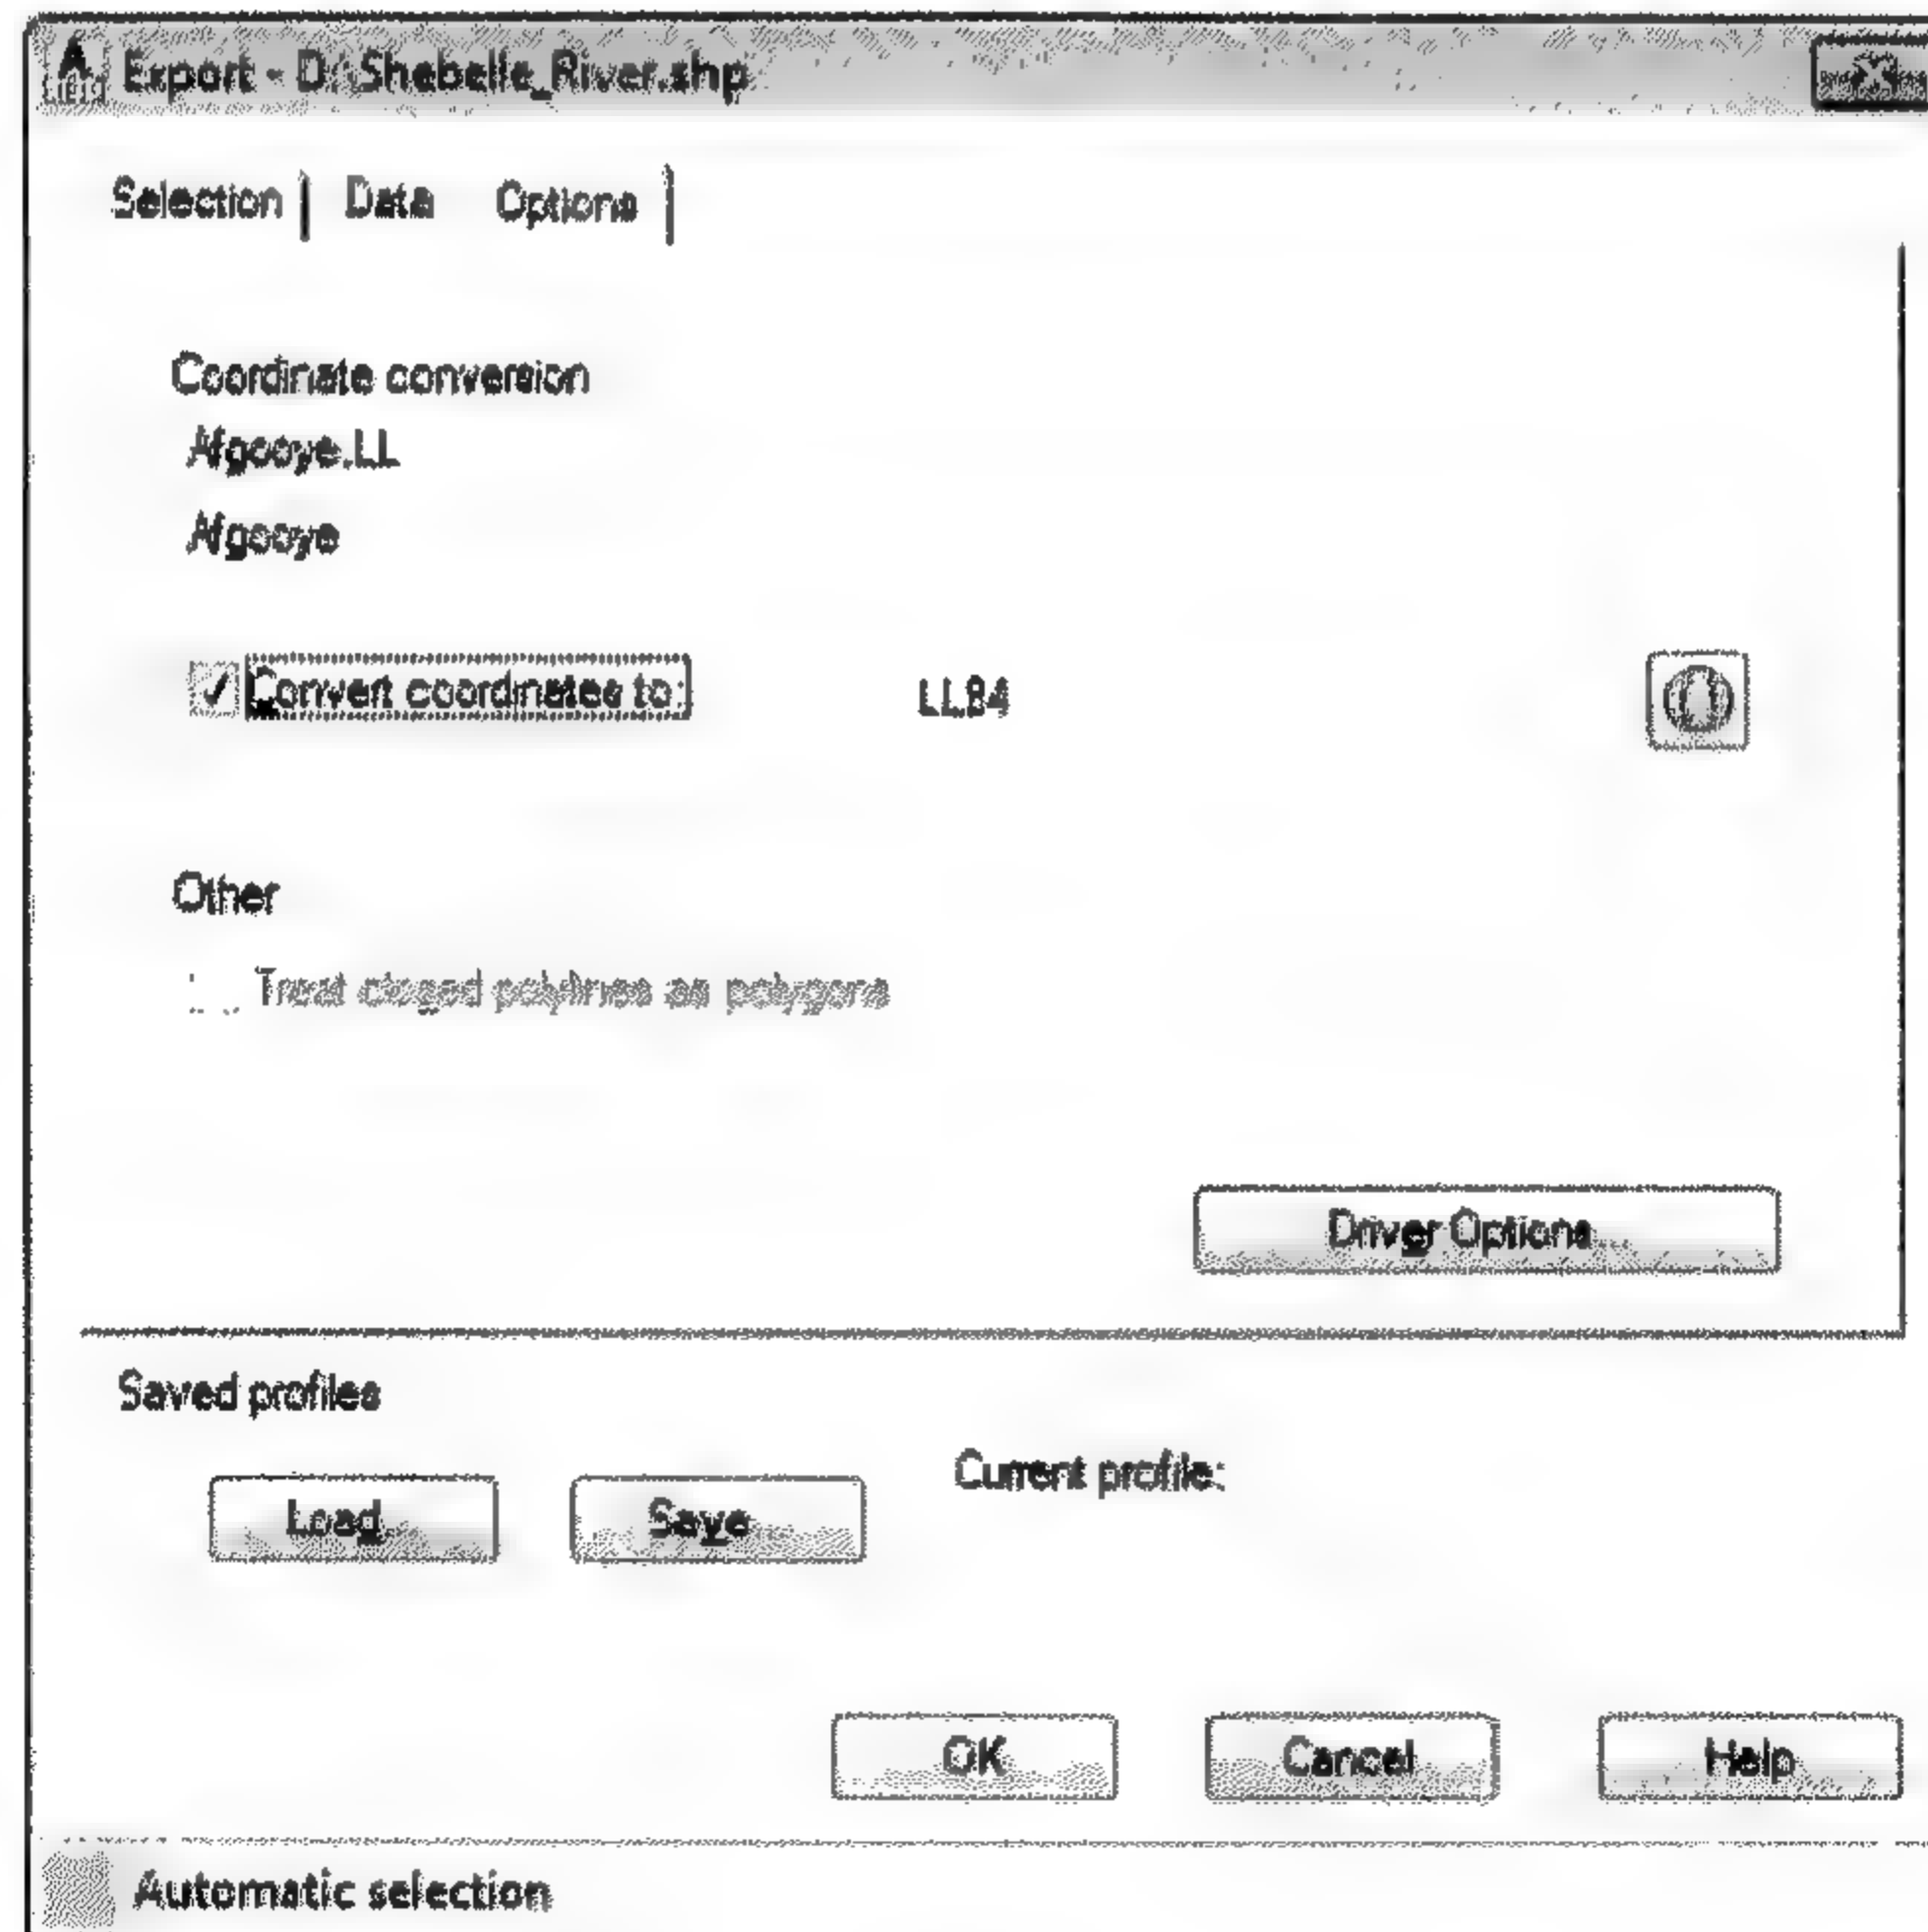 Export - D:\Shebelle_River.shp
Selection Data Options
Coordinate conversion
Afgooye.LL
Afgooye
Convert coordinates to: LL84
Other
Treat closed polylines as polygons
Driver Options
Saved profiles
Current profile:
Load Save
OK Cancel Help
Automatic selection